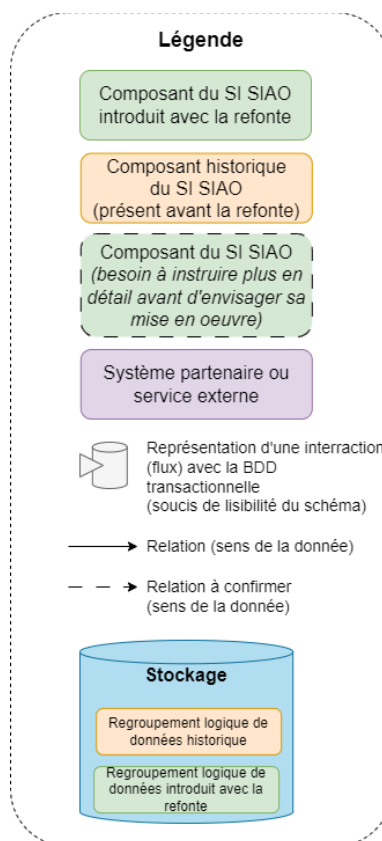 Légende
Composant du SI SIAO
introduit avec la refonte
Composant historique
du SI SIAO
(présent avant la refonte)
Composant du SI SIAO
(besoin à instruire plus en
détail avant d'envisager sa
mise en oeuvre)
Système partenaire ou
service externe
Représentation d'une interraction
(flux) avec la BDD
transactionnelle
(soucis de lisibilité du schéma)
Relation (sens de la donnée)
Relation à confirmer
(sens de la donnée)
Stockage
Regroupement logique de
données historique
Regroupement logique de
données introduit avec la
refonte